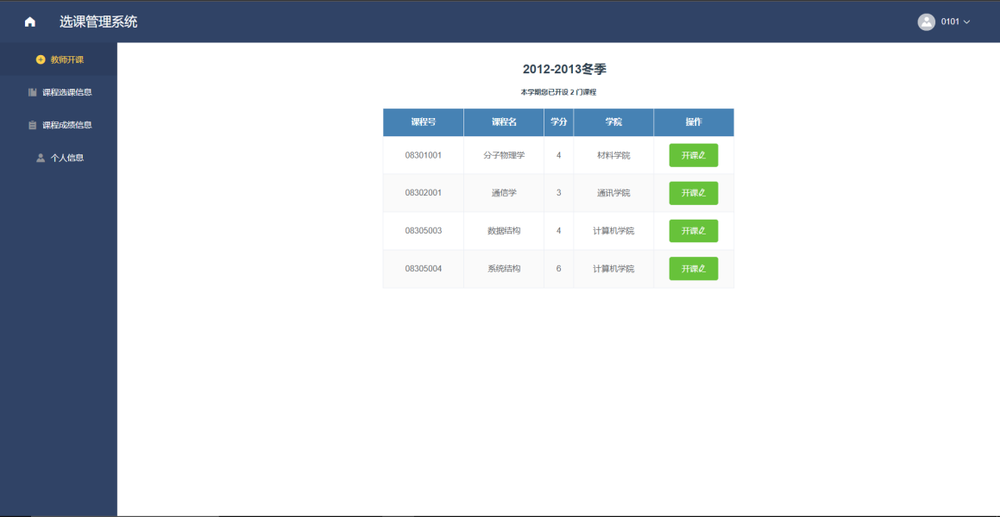 选课管理系统
0101
教师开课
课程选课信息
课程成绩信息
个人信息
2012-2013冬季
本学期您已开设 2 门课程
课程号 课程名 学分 学院 操作
08301001 分子物理学 4 材料学院 开课
08302001 通信学 3 通讯学院 开课
08305003 数据结构 4 计算机学院 开课
08305004 系统结构 6 计算机学院 开课